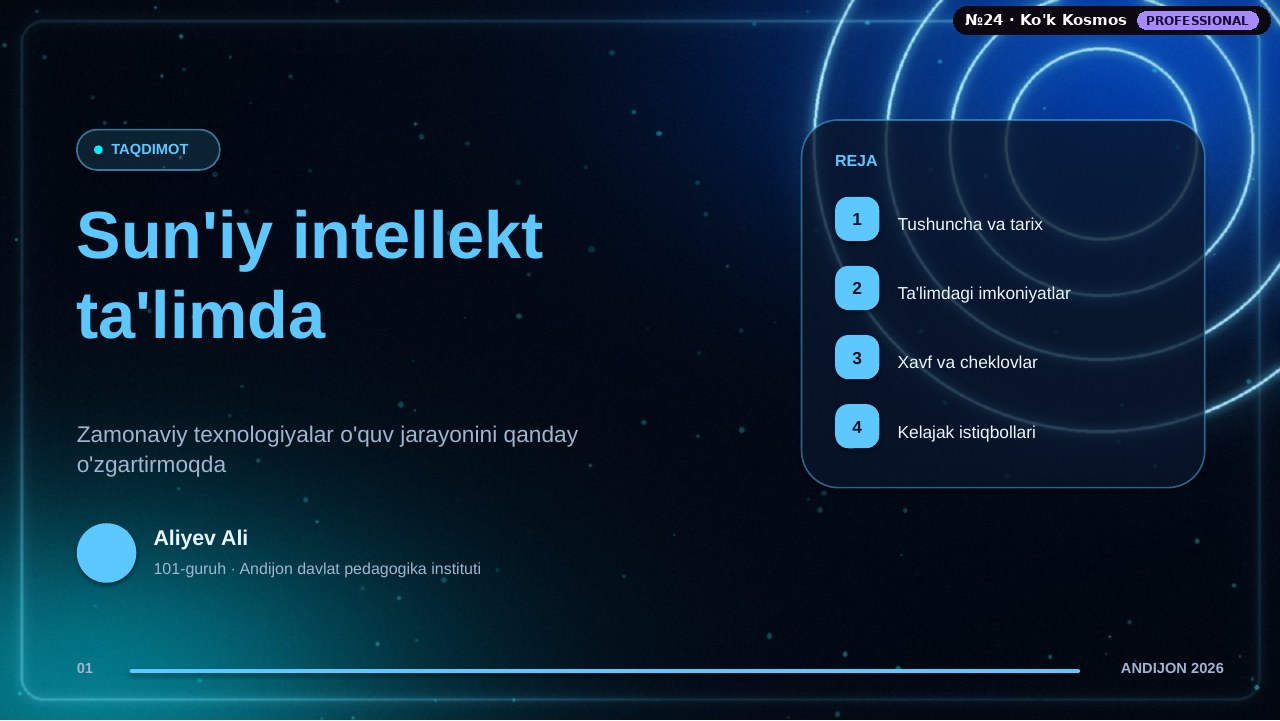 №24 · Ko'k Kosmos PROFESSIONAL
TAQDIMOT
Sun'iy intellekt
ta'limda
Zamonaviy texnologiyalar o'quv jarayonini qanday
o'zgartirmoqda
Aliyev Ali
101-guruh · Andijon davlat pedagogika instituti
REJA
1 Tushuncha va tarix
2 Ta'limdagi imkoniyatlar
3 Xavf va cheklovlar
4 Kelajak istiqbollari
01
ANDIJON 2026